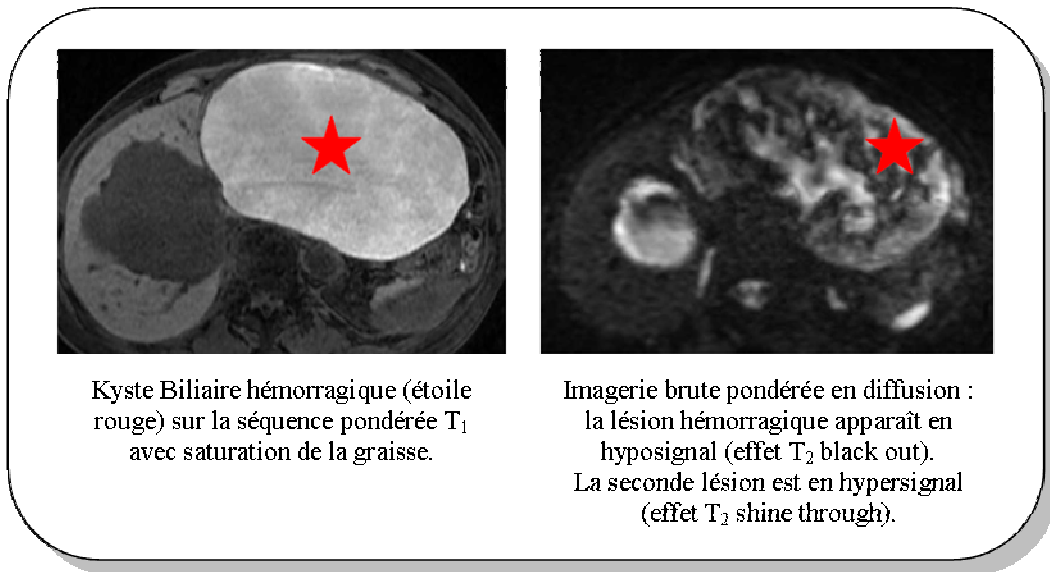 Kyste Biliaire hémorragique (étoile
rouge) sur la séquence pondérée T₁
avec saturation de la graisse.
Imagerie brute pondérée en diffusion :
la lésion hémorragique apparaît en
hyposignal (effet T₂ black out).
La seconde lésion est en hypersignal
(effet T₂ shine through).